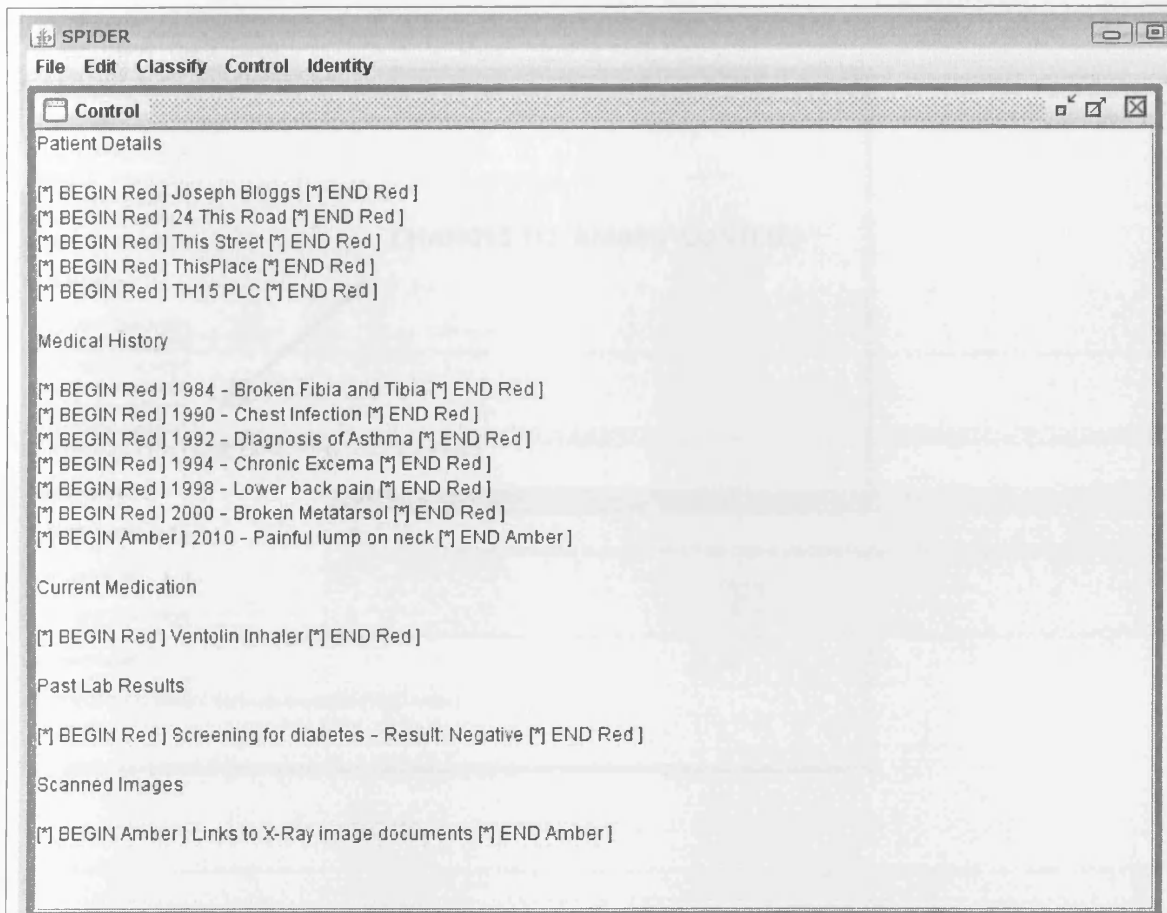 SPIDER
File Edit Classify Control Identity
Control
Patient Details
[*] BEGIN Red ] Joseph Bloggs [*] END Red ]
[*] BEGIN Red ] 24 This Road [*] END Red ]
[*] BEGIN Red ] This Street [*] END Red ]
[*] BEGIN Red ] ThisPlace [*] END Red ]
[*] BEGIN Red ] TH15 PLC [*] END Red ]
Medical History
[*] BEGIN Red ] 1984 - Broken Fibia and Tibia [*] END Red ]
[*] BEGIN Red ] 1990 - Chest Infection [*] END Red ]
[*] BEGIN Red ] 1992 - Diagnosis of Asthma [*] END Red ]
[*] BEGIN Red ] 1994 - Chronic Excema [*] END Red ]
[*] BEGIN Red ] 1998 - Lower back pain [*] END Red ]
[*] BEGIN Red ] 2000 - Broken Metatarsol [*] END Red ]
[*] BEGIN Amber ] 2010 - Painful lump on neck [*] END Amber ]
Current Medication
[*] BEGIN Red ] Ventolin Inhaler [*] END Red ]
Past Lab Results
[*] BEGIN Red ] Screening for diabetes - Result: Negative [*] END Red ]
Scanned Images
[*] BEGIN Amber ] Links to X-Ray image documents [*] END Amber ]